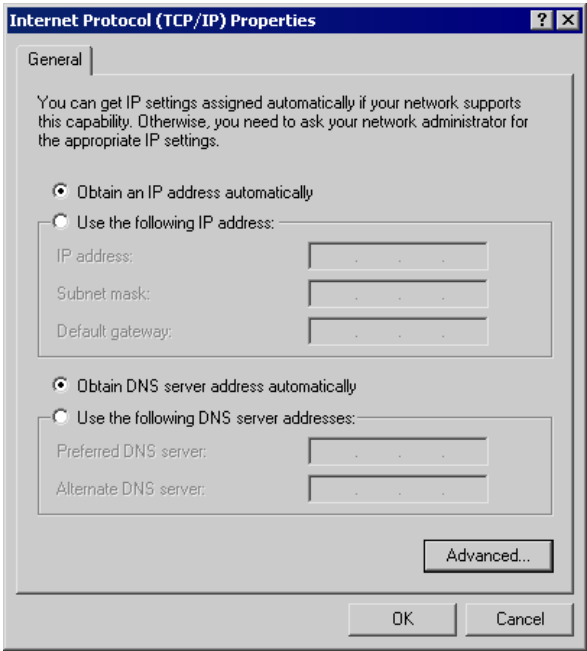 Internet Protocol (TCP/IP) Properties
General
You can get IP settings assigned automatically if your network supports
this capability. Otherwise, you need to ask your network administrator for
the appropriate IP settings.
Obtain an IP address automatically
Use the following IP address:
IP address:
Subnet mask:
Default gateway:
Obtain DNS server address automatically
Use the following DNS server addresses:
Preferred DNS server:
Alternate DNS server:
Advanced...
OK Cancel